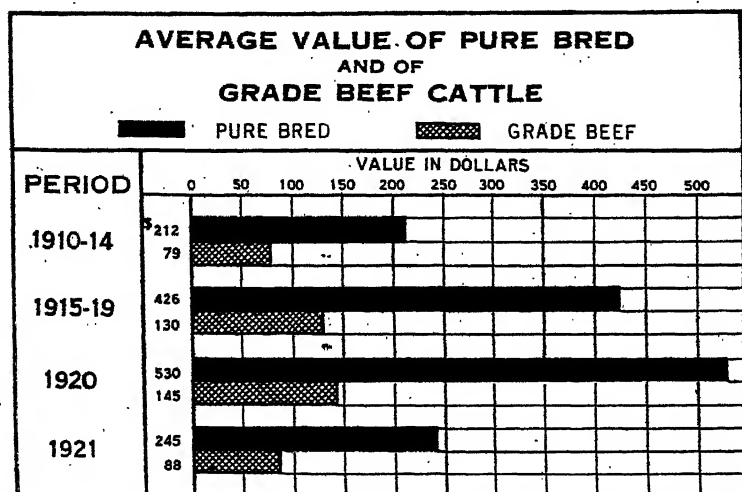 AVERAGE VALUE OF PURE BRED
AND OF
GRADE BEEF CATTLE
PURE BRED GRADE BEEF
PERIOD
VALUE IN DOLLARS
0 50 100 150 200 250 300 350 400 450 500
1910-14
$212
79
1915-19
426
130
1920
530
145
1921
245
88